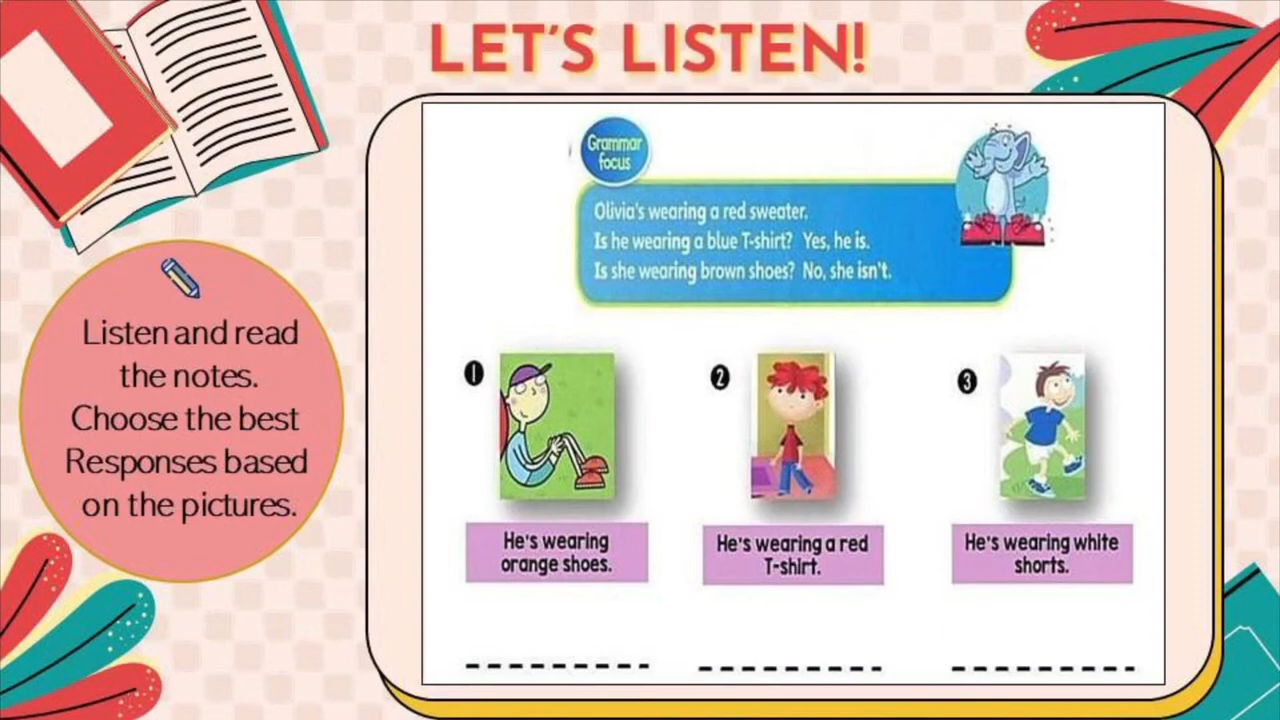 LET'S LISTEN!
Grammar
focus
Olivia's wearing a red sweater.
Is he wearing a blue T-shirt? Yes, he is.
Is she wearing brown shoes? No, she isn't.
Listen and read
the notes.
Choose the best
Responses based
on the pictures.
1
2
3
He's wearing
orange shoes.
He's wearing a red
T-shirt.
He's wearing white
shorts.